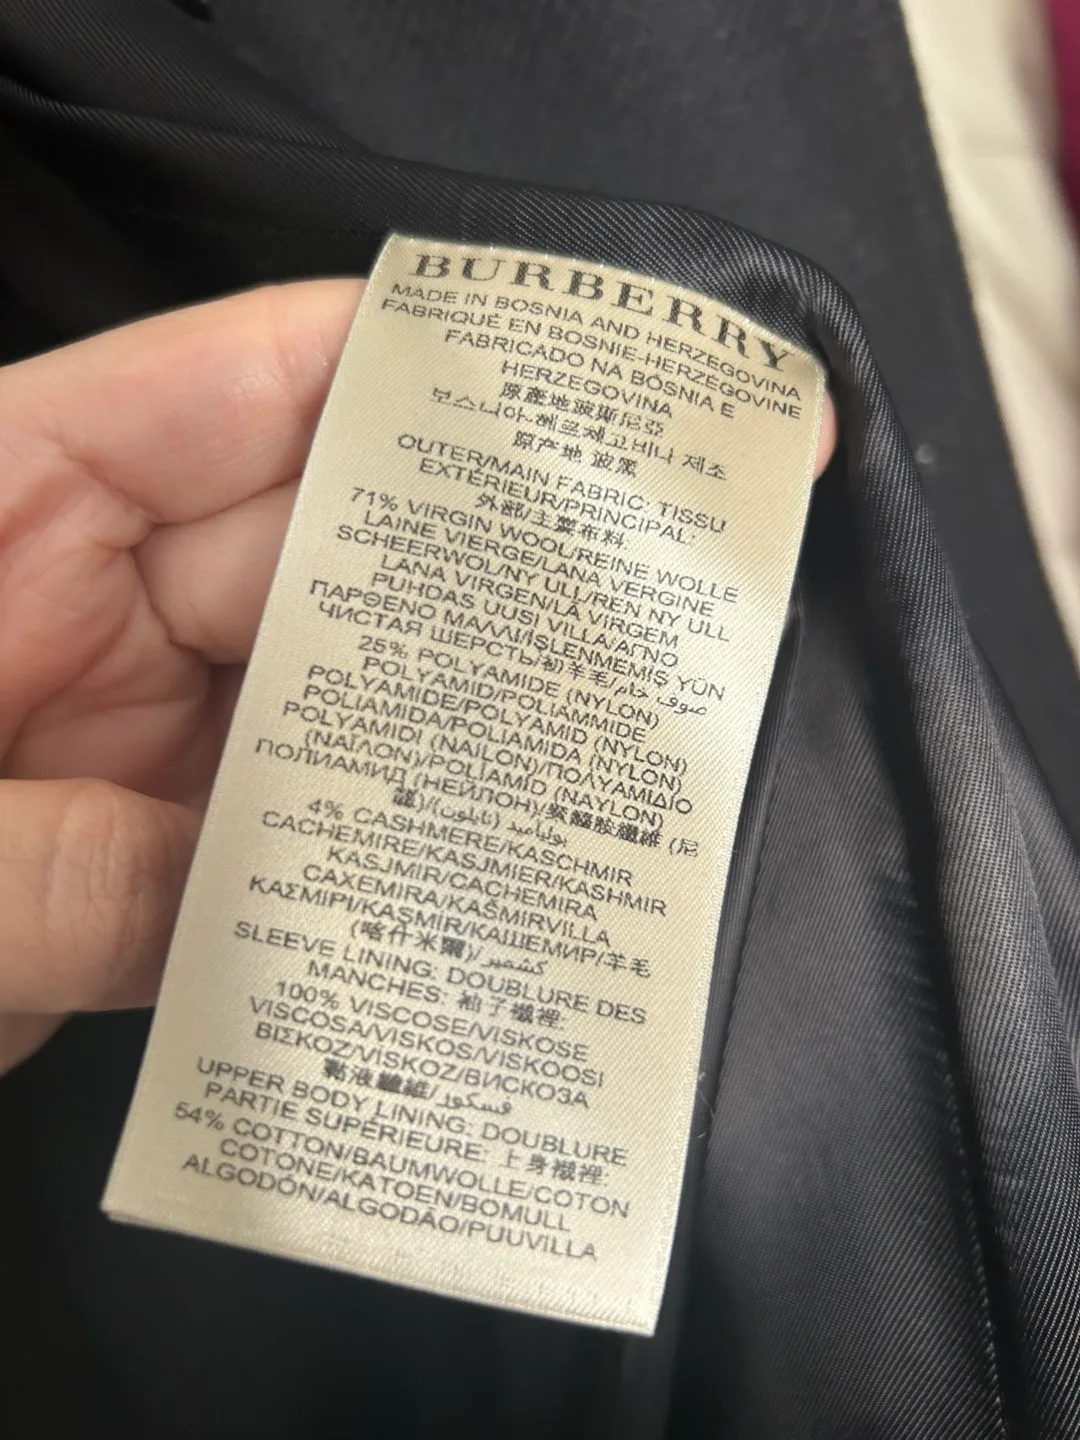 BURBERRY
MADE IN BOSNIA AND HERZEGOVINA
FABRIQUÉ EN BOSNIE-HERZÉGOVINE
FABRICADO NA BÓSNIA E
HERZEGOVINA
原產地波斯尼亞
보스니아-헤르체고비나 제조
原产地 波黑
OUTER/MAIN FABRIC: TISSU
EXTÉRIEUR/PRINCIPAL:
外部/主要布料:
71% VIRGIN WOOL/REINE WOLLE
LAINE VIERGE/LANA VERGINE
SCHEERWOL/NY ULL/REN NY ULL
LANA VIRGEN/LÃ VIRGEM
PUHDAS UUSI VILLA/ΑΓΝΟ
ΠΑΡΘΕΝΟ ΜΑΛΛΙ/İŞLENMEMİŞ YÜN
ЧИСТАЯ ШЕРСТЬ/初羊毛/صوف خام
25% POLYAMIDE (NYLON)
POLYAMID/POLIAMMIDE
POLYAMIDE/POLYAMID (NYLON)
POLIAMIDA/POLIAMIDA (NYLON)
POLYAMIDI (NAILON)/ΠΟΛΥΑΜΙΔΙΟ
(ΝΑΪΛΟΝ)/POLİAMİD (NAYLON)
ПОЛИАМИД (НЕЙЛОН)/聚醯胺纖維 (尼
龍)/بولياميد (نايلون)
4% CASHMERE/KASCHMIR
CACHEMIRE/KASJMIER/KASHMIR
KASJMIR/CACHEMIRA
CAXEMIRA/KAŠMIRVILLA
ΚΑΣΜΙΡΙ/KAŞMİR/КАШЕМИР/羊毛
(喀什米爾)/كشمير
SLEEVE LINING: DOUBLURE DES
MANCHES: 袖子襯裡:
100% VISCOSE/VISKOSE
VISCOSA/VISKOS/VISKOOSI
ΒΙΣΚΟΖ/VİSKOZ/ВИСКОЗА
黏液纖維/فسكوز
UPPER BODY LINING: DOUBLURE
PARTIE SUPÉRIEURE: 上身襯裡:
54% COTTON/BAUMWOLLE/COTON
COTONE/KATOEN/BOMULL
ALGODÓN/ALGODÃO/PUUVILLA